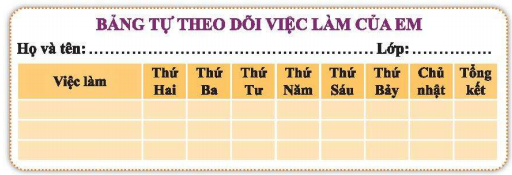 BẢNG TỰ THEO DÕI VIỆC LÀM CỦA EM
Họ và tên:.......................................................... Lớp:................
Việc làm Thứ Hai Thứ Ba Thứ Tư Thứ Năm Thứ Sáu Thứ Bảy Chủ nhật Tổng kết